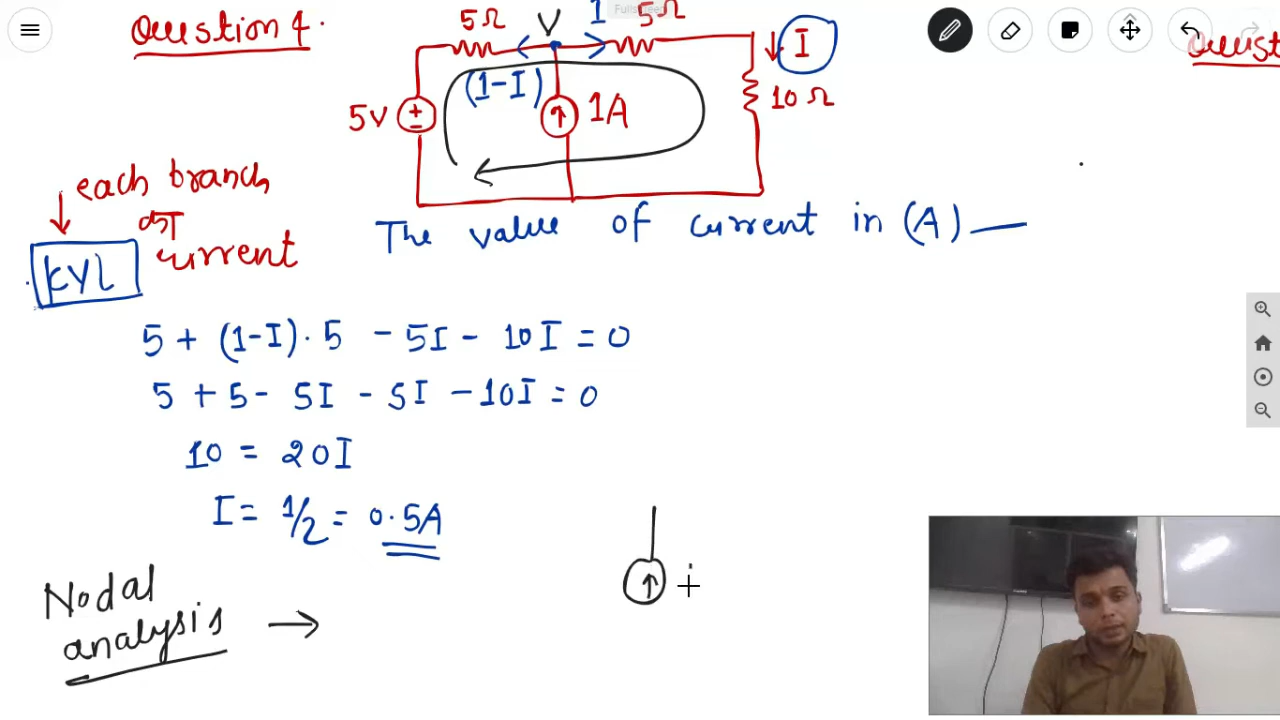 Question 4.
5Ω V I 5Ω
(1-I)
↓ I
5V
1A
10Ω
each branch
current
KVL
The value of current in (A) __
5 + (1-I)·5 - 5I - 10I = 0
5 + 5 - 5I - 5I - 10I = 0
10 = 20I
I = 1/2 = 0.5A
Nodal
analysis →
+